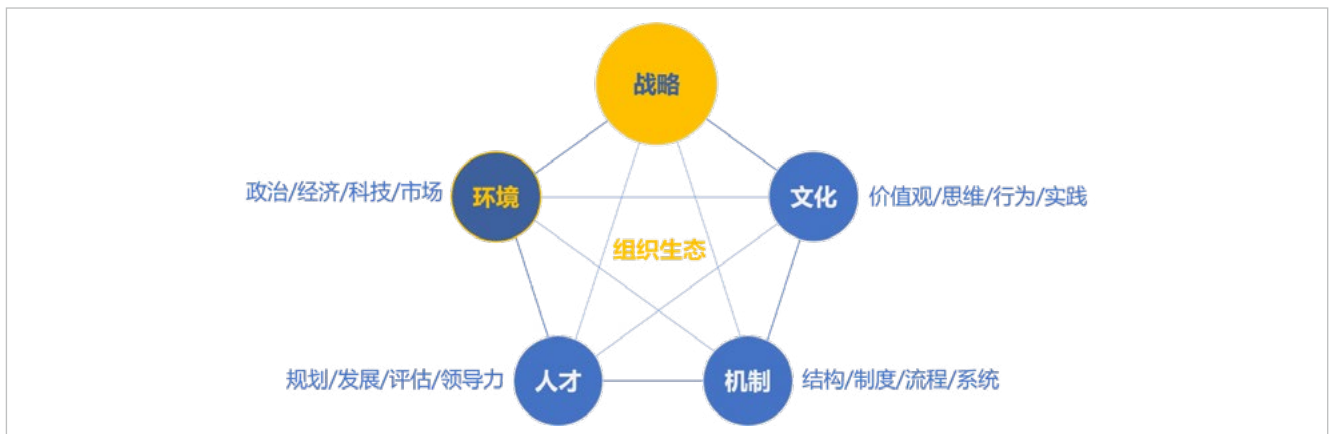 战略
政治/经济/科技/市场
环境
文化
价值观/思维/行为/实践
组织生态
规划/发展/评估/领导力
人才
机制
结构/制度/流程/系统